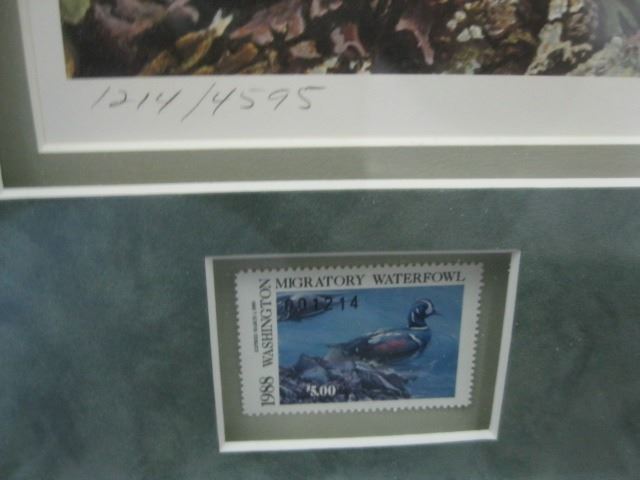 1214/4595
MIGRATORY WATERFOWL
001214
1988 WASHINGTON
$5.00